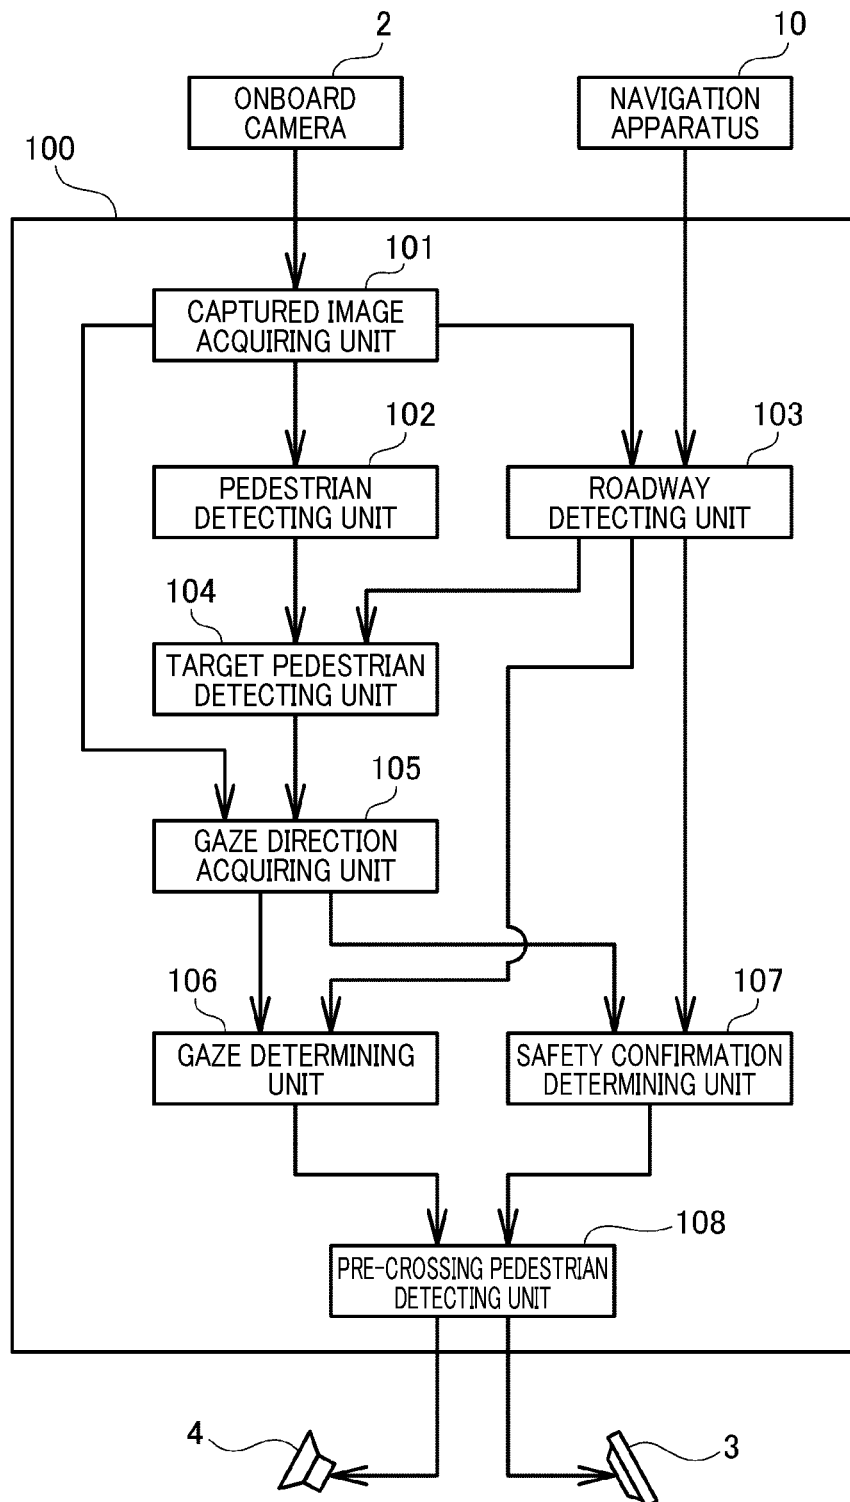 2
10
ONBOARD
CAMERA
NAVIGATION
APPARATUS
100
101
CAPTURED IMAGE
ACQUIRING UNIT
102
103
PEDESTRIAN
DETECTING UNIT
ROADWAY
DETECTING UNIT
104
TARGET PEDESTRIAN
DETECTING UNIT
105
GAZE DIRECTION
ACQUIRING UNIT
106
107
GAZE DETERMINING
UNIT
SAFETY CONFIRMATION
DETERMINING UNIT
108
PRE-CROSSING PEDESTRIAN
DETECTING UNIT
4
3